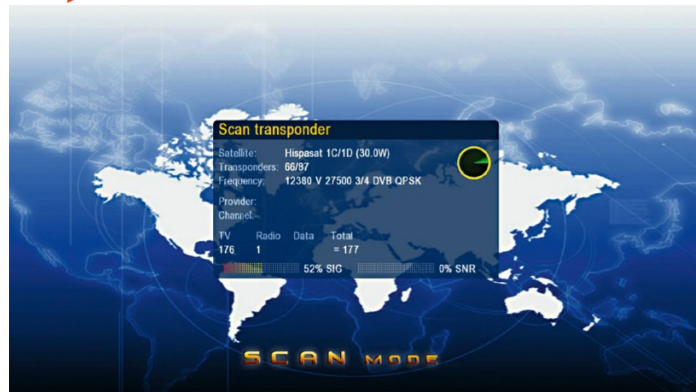 Scan transponder
Satellite: Hispasat 1C/1D (30.0W)
Transponders: 66/87
Frequency: 12380 V 27500 3/4 DVB QPSK
Provider:
Channel:
TV Radio Data Total
176 1 = 177
52% SIG 0% SNR
SCAN MODE